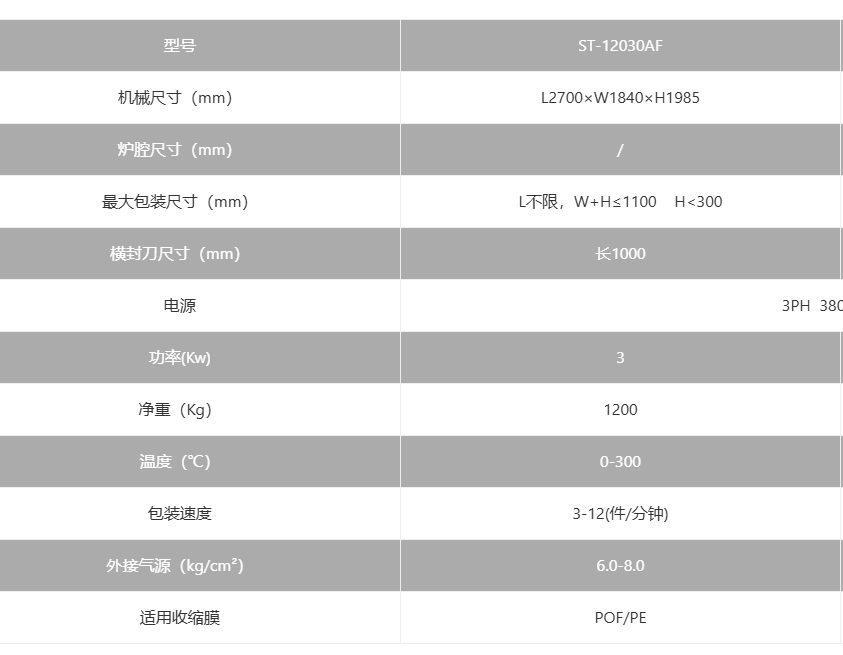 型号 ST-12030AF
机械尺寸（mm） L2700×W1840×H1985
炉腔尺寸（mm） /
最大包装尺寸（mm） L不限，W+H≤1100 H<300
横封刀尺寸（mm） 长1000
电源 3PH 380
功率(Kw) 3
净重（Kg） 1200
温度（℃） 0-300
包装速度 3-12(件/分钟)
外接气源（kg/cm²） 6.0-8.0
适用收缩膜 POF/PE